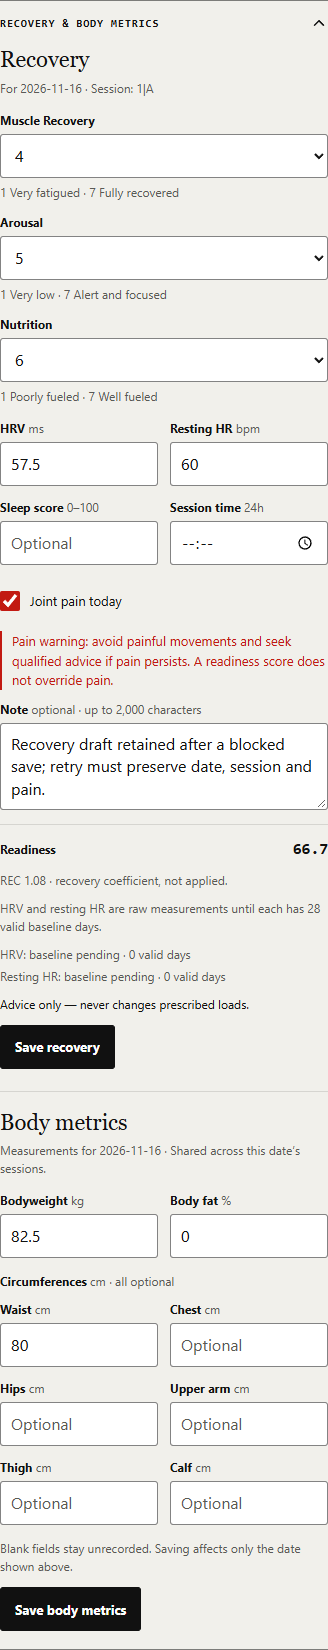 RECOVERY & BODY METRICS
Recovery
For 2026-11-16 · Session: 1|A
Muscle Recovery
4
1 Very fatigued · 7 Fully recovered
Arousal
5
1 Very low · 7 Alert and focused
Nutrition
6
1 Poorly fueled · 7 Well fueled
HRV ms
Resting HR bpm
57.5
60
Sleep score 0–100
Session time 24h
Optional
--:--
Joint pain today
Pain warning: avoid painful movements and seek
qualified advice if pain persists. A readiness score does
not override pain.
Note optional · up to 2,000 characters
Recovery draft retained after a blocked
save; retry must preserve date, session and
pain.
Readiness
66.7
REC 1.08 · recovery coefficient, not applied.
HRV and resting HR are raw measurements until each has 28
valid baseline days.
HRV: baseline pending · 0 valid days
Resting HR: baseline pending · 0 valid days
Advice only — never changes prescribed loads.
Save recovery
Body metrics
Measurements for 2026-11-16 · Shared across this date's
sessions.
Bodyweight kg
Body fat %
82.5
0
Circumferences cm · all optional
Waist cm
Chest cm
80
Optional
Hips cm
Upper arm cm
Optional
Optional
Thigh cm
Calf cm
Optional
Optional
Blank fields stay unrecorded. Saving affects only the date
shown above.
Save body metrics